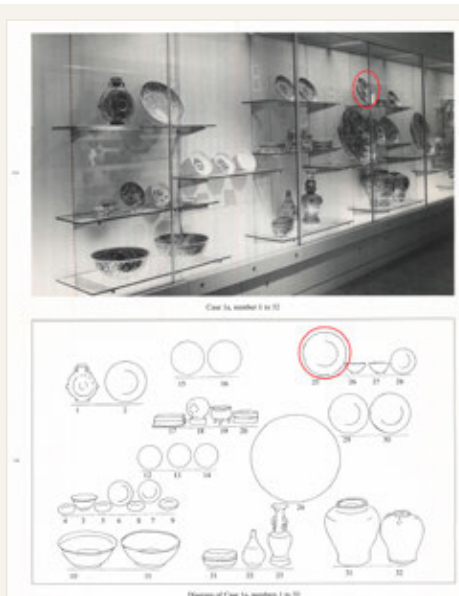 Case 1a, number 1 to 32
15 16
25 26 27 28
1 2
17 18 19 20
29 30
12 13 14
4 3 5 6 8 7 9
24
10 11
21 22 23
31 32
Diagram of Case 1a, numbers 1 to 32